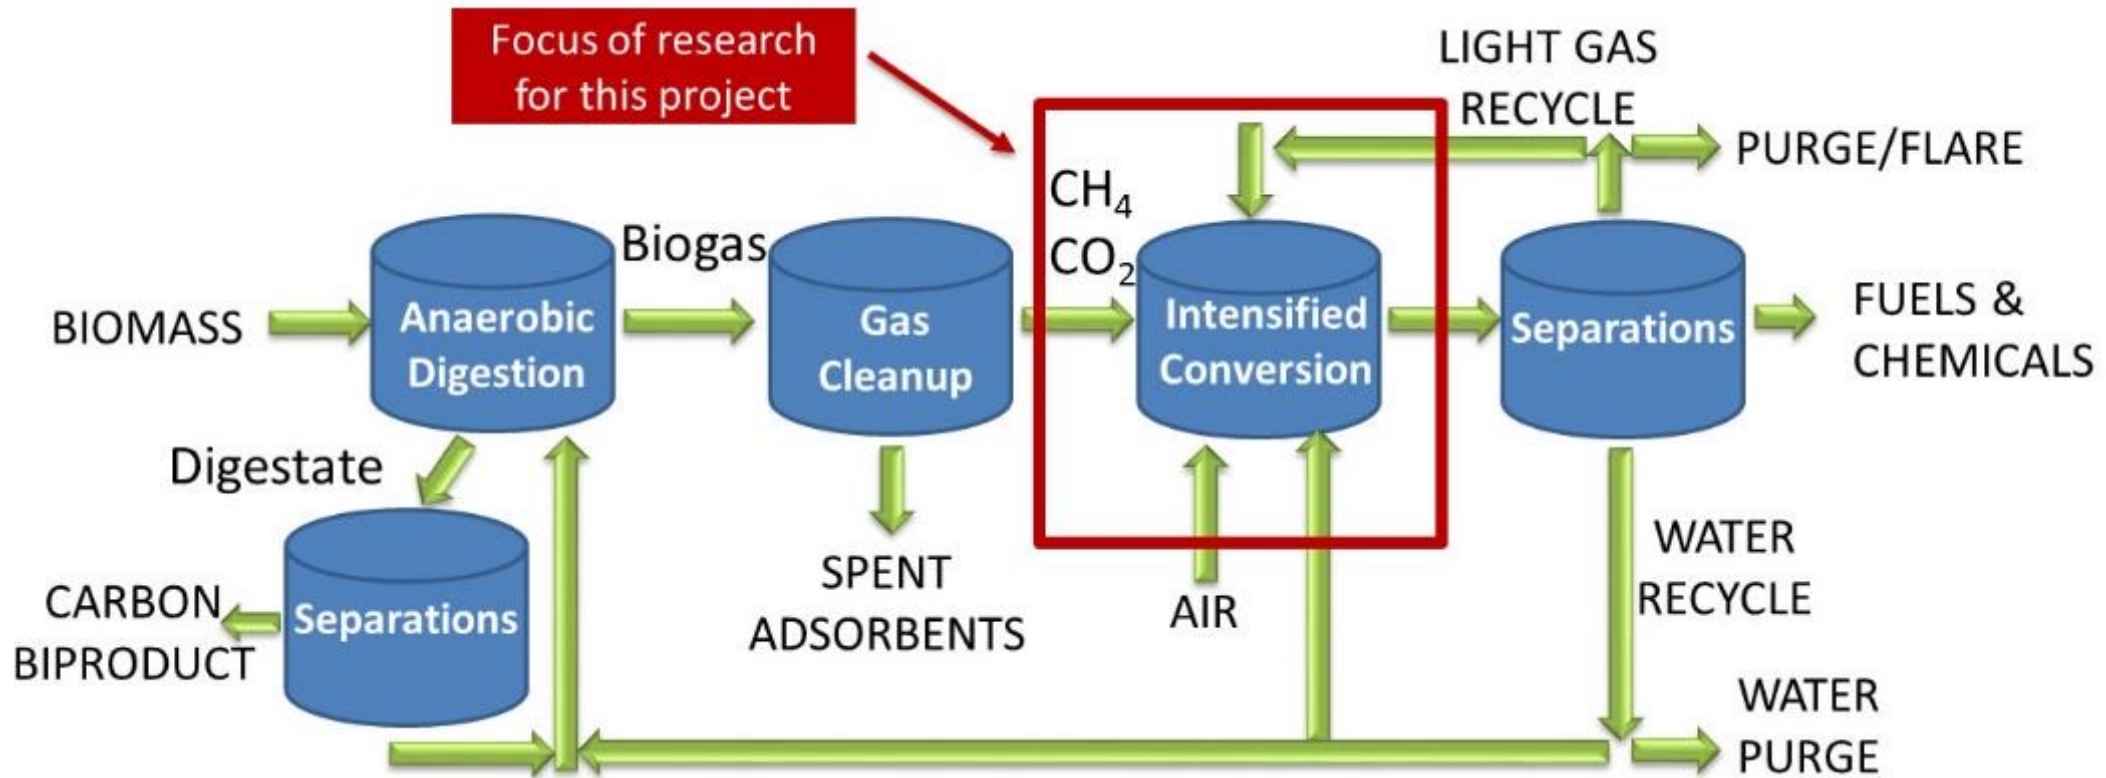 Focus of research
for this project
LIGHT GAS
RECYCLE
PURGE/FLARE
CH₄
CO₂
Biogas
BIOMASS
Anaerobic
Digestion
Gas
Cleanup
Intensified
Conversion
Separations
FUELS &
CHEMICALS
Digestate
SPENT
ADSORBENTS
AIR
WATER
RECYCLE
CARBON
BIPRODUCT
Separations
WATER
PURGE